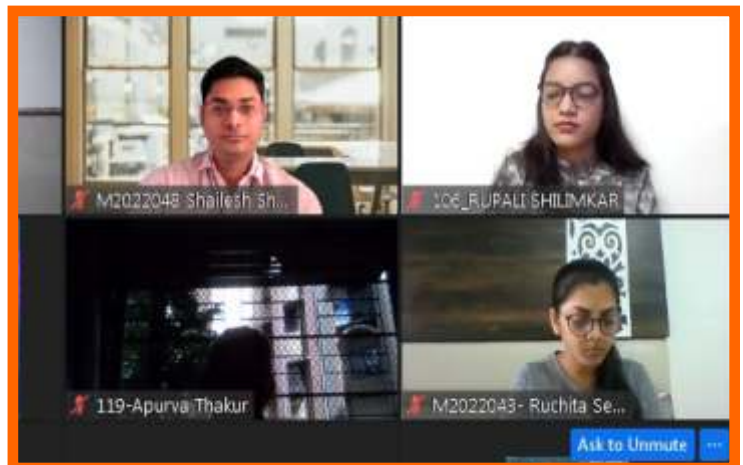 M2022048 Shailesh Sh...
106_RUPALI SHILIMKAR
119-Apurva Thakur
M2022043- Ruchita Se...
Ask to Unmute
...